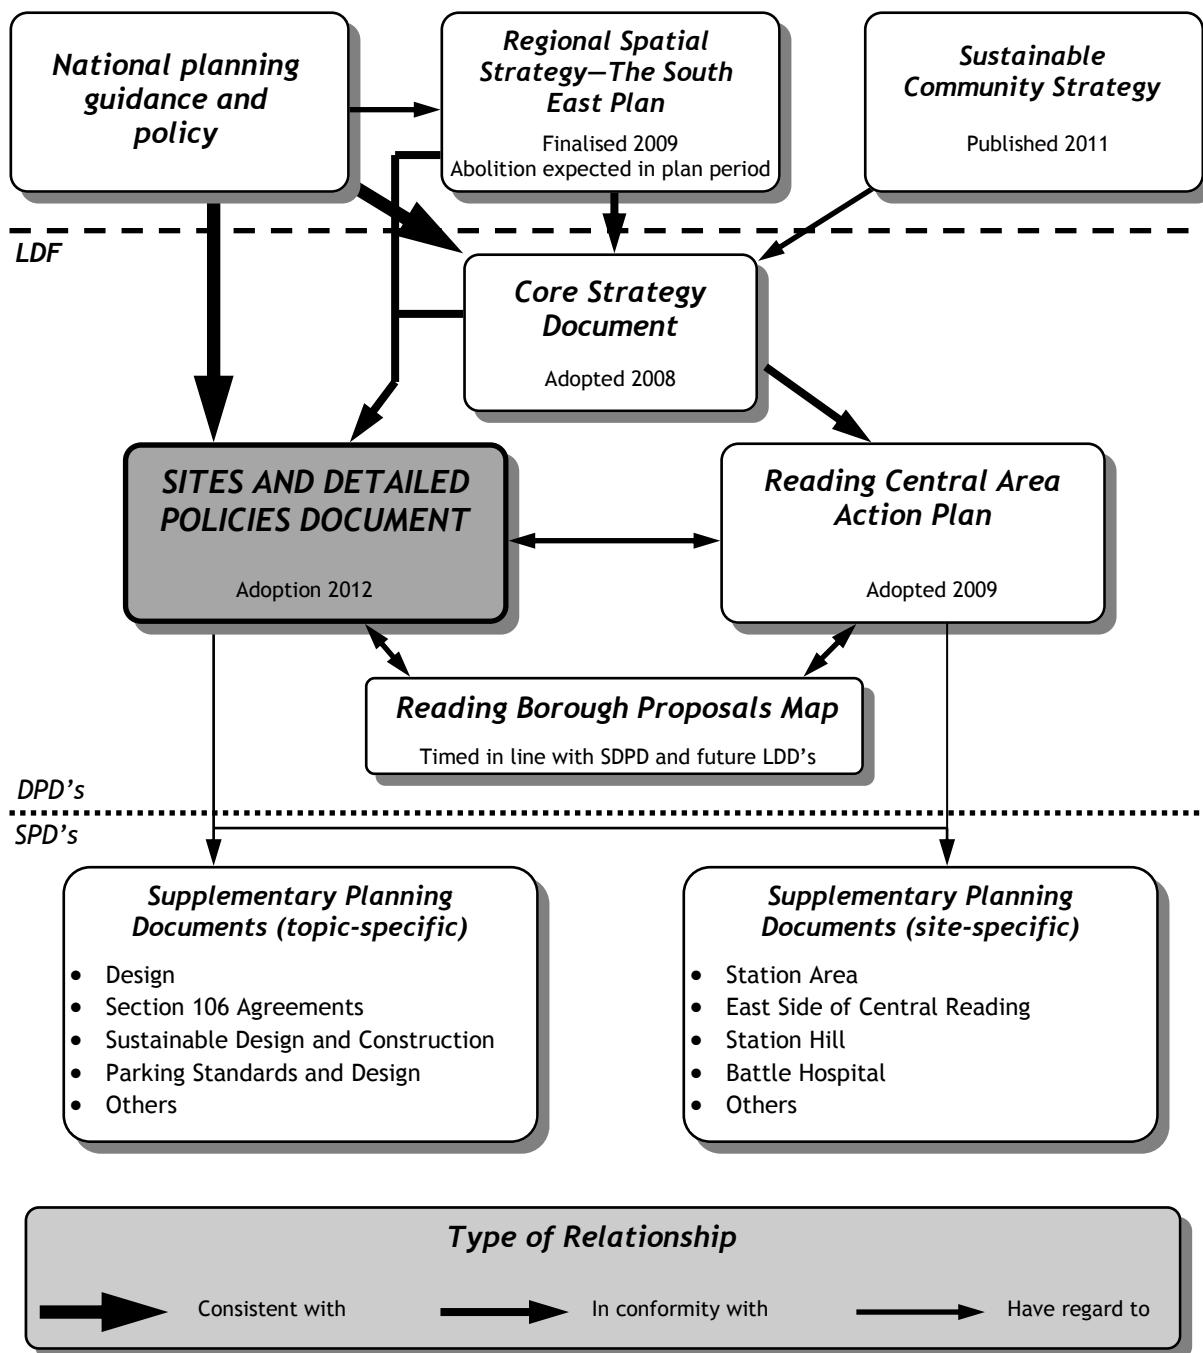 National planning
guidance and
policy
Regional Spatial
Strategy—The South
East Plan
Finalised 2009
Abolition expected in plan period
Sustainable
Community Strategy
Published 2011
LDF
Core Strategy
Document
Adopted 2008
SITES AND DETAILED
POLICIES DOCUMENT
Adoption 2012
Reading Central Area
Action Plan
Adopted 2009
Reading Borough Proposals Map
Timed in line with SDPD and future LDD’s
DPD’s
SPD’s
Supplementary Planning
Documents (topic-specific)
• Design
• Section 106 Agreements
• Sustainable Design and Construction
• Parking Standards and Design
• Others
Supplementary Planning
Documents (site-specific)
• Station Area
• East Side of Central Reading
• Station Hill
• Battle Hospital
• Others
Type of Relationship
Consistent with
In conformity with
Have regard to